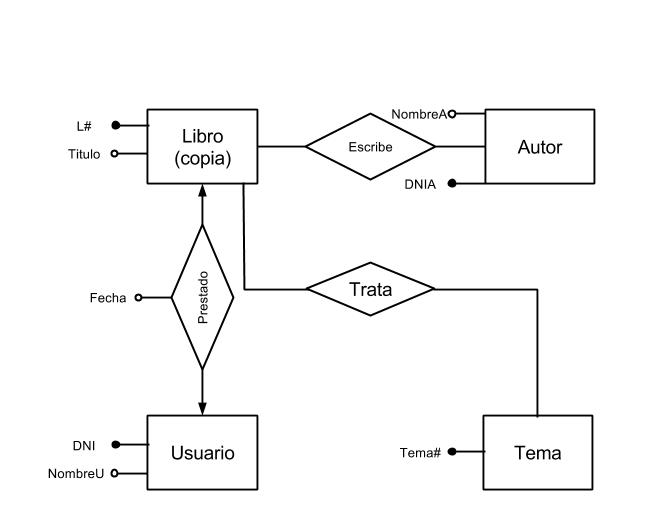 NombreA
L#
Libro
(copia)
Escribe
Autor
Titulo
DNIA
Fecha
Prestado
Trata
DNI
Usuario
Tema#
Tema
NombreU